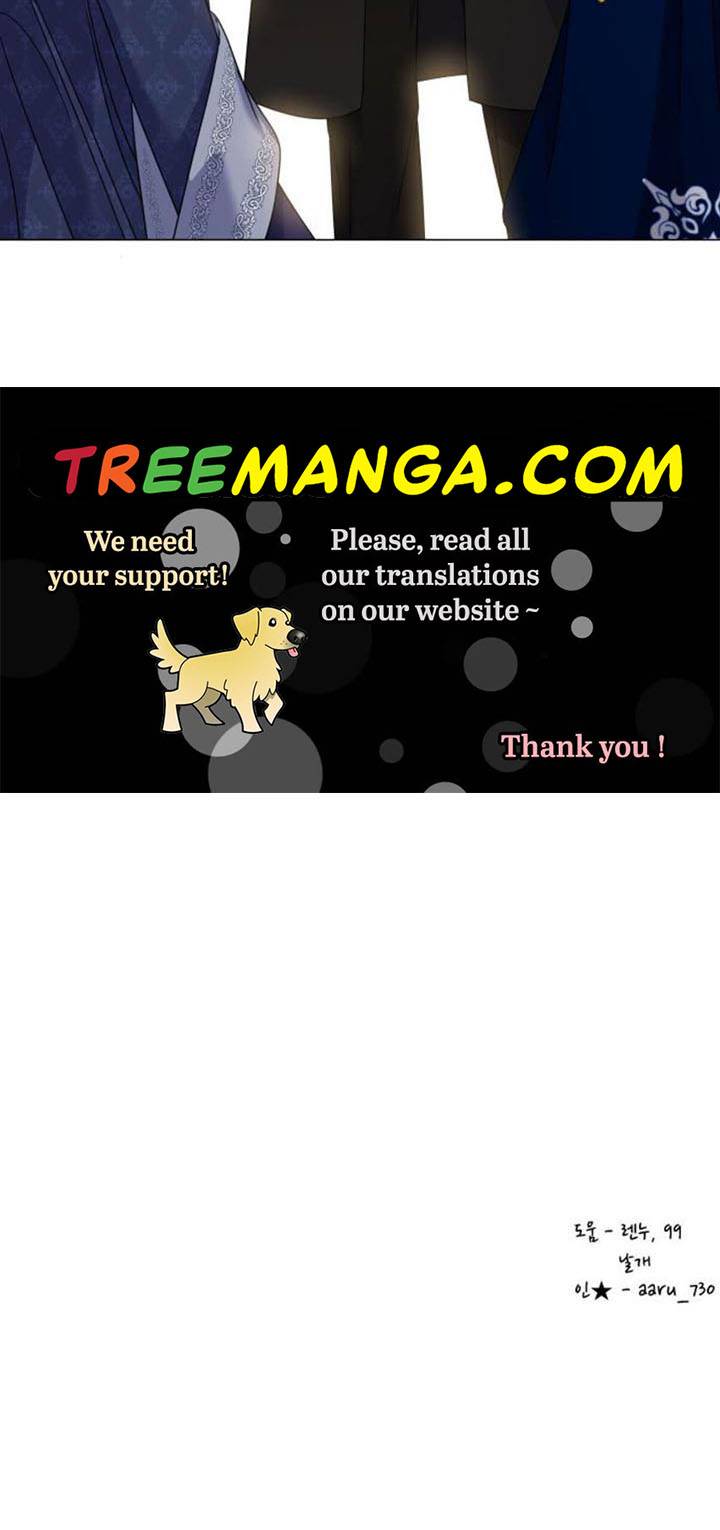 TREEMANGA.COM
We need
your support!
Please, read all
our translations
on our website ~
Thank you !
도움 - 렌누, 99
날개
인★ - aaru_730